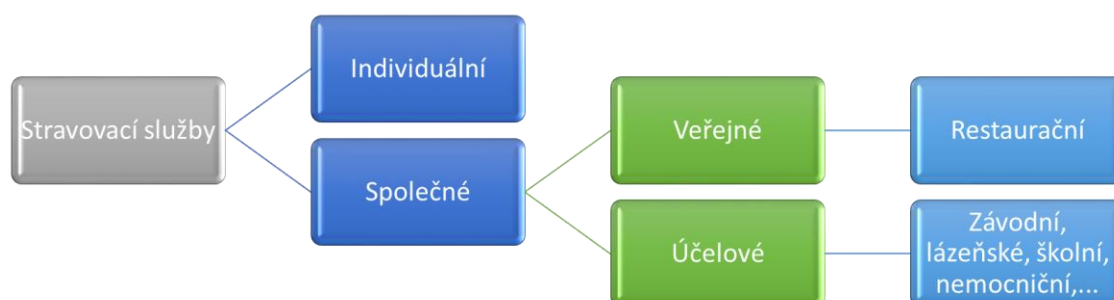 Stravovací služby
Individuální
Společné
Veřejné
Účelové
Restaurační
Závodní,
lázeňské, školní,
nemocniční,...